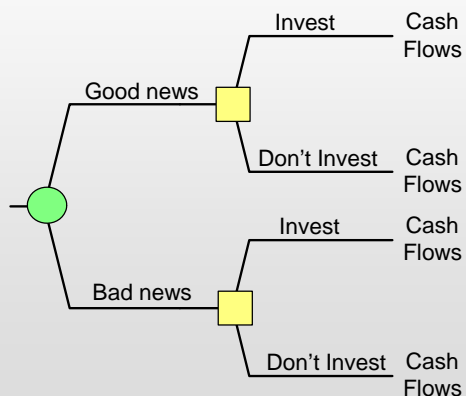 Invest
Cash
Flows
Good news
Don't Invest
Cash
Flows
Invest
Cash
Flows
Bad news
Don't Invest
Cash
Flows